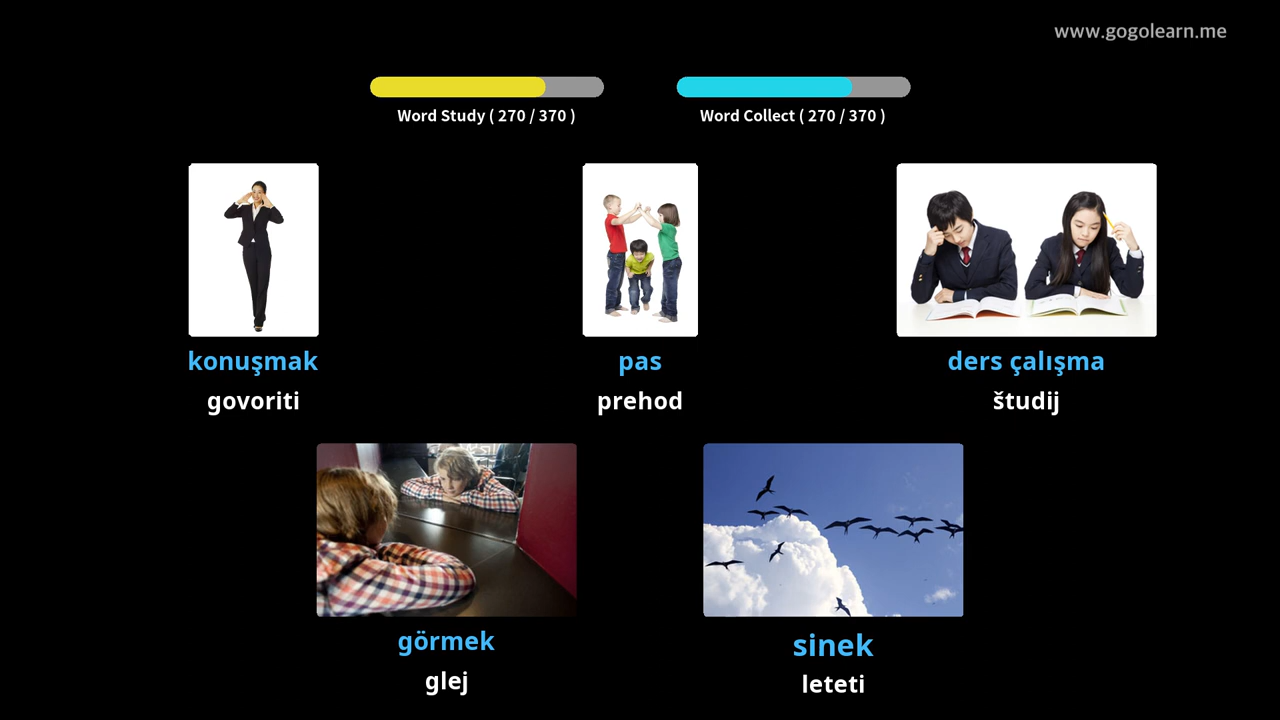 www.gogolearn.me
Word Study ( 270 / 370 )
Word Collect ( 270 / 370 )
konuşmak
govoriti
pas
prehod
ders çalışma
študij
görmek
glej
sinek
leteti